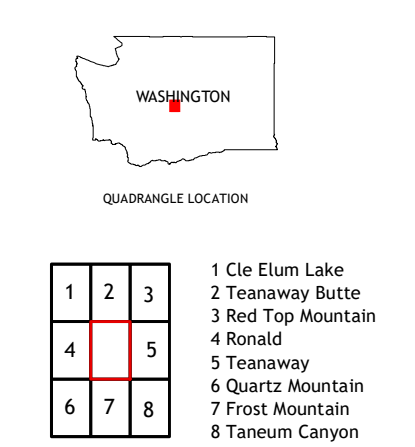 WASHINGTON
QUADRANGLE LOCATION
1 2 3
4 5
6 7 8
1 Cle Elum Lake
2 Teanaway Butte
3 Red Top Mountain
4 Ronald
5 Teanaway
6 Quartz Mountain
7 Frost Mountain
8 Taneum Canyon